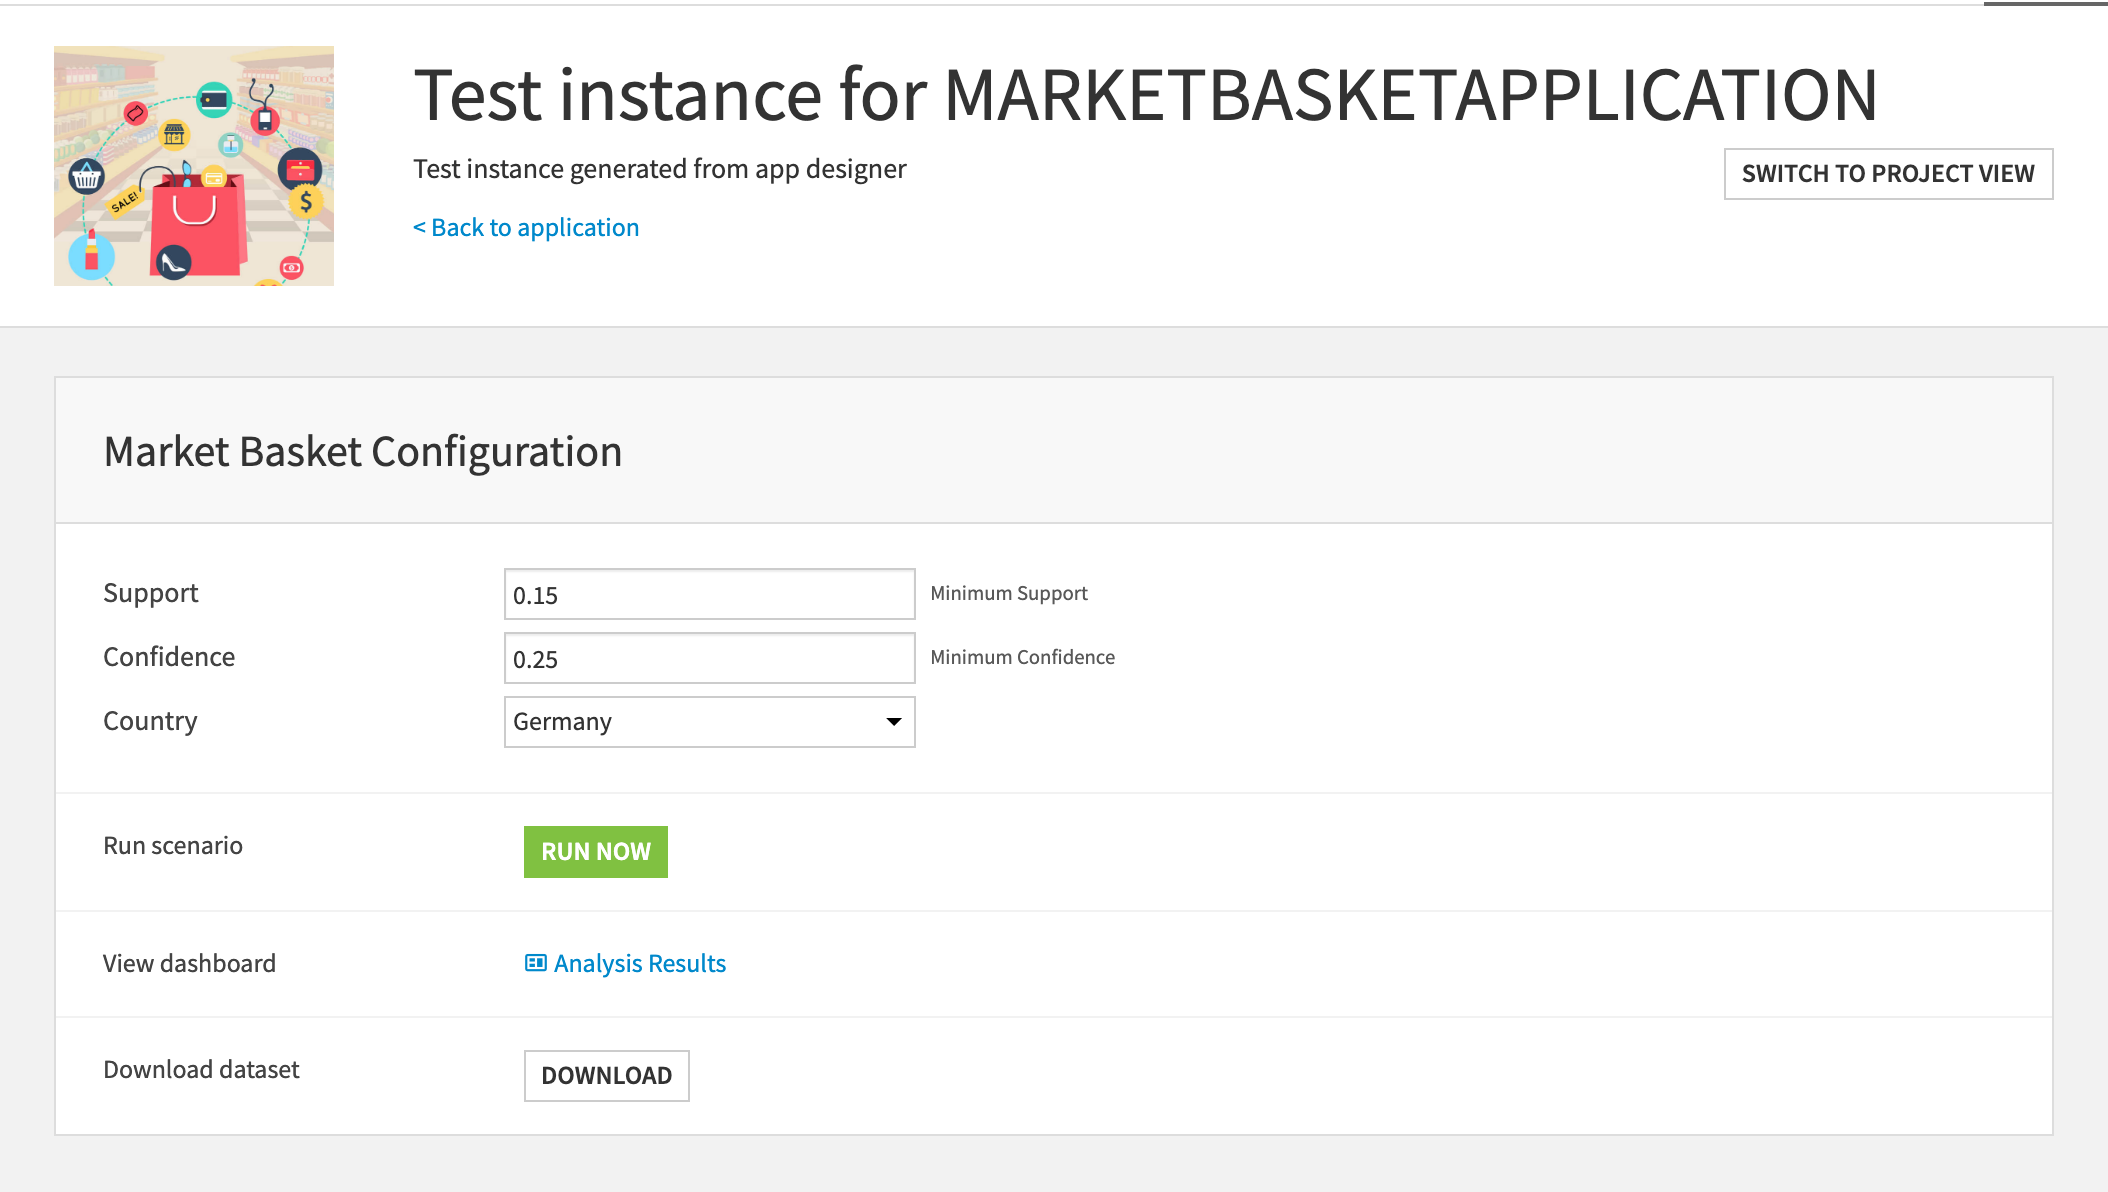 Test instance for MARKETBASKETAPPLICATION
Test instance generated from app designer
SWITCH TO PROJECT VIEW
< Back to application
SALE!
$
Market Basket Configuration
Support
0.15
Minimum Support
Confidence
0.25
Minimum Confidence
Country
Germany
Run scenario
RUN NOW
View dashboard
Analysis Results
Download dataset
DOWNLOAD